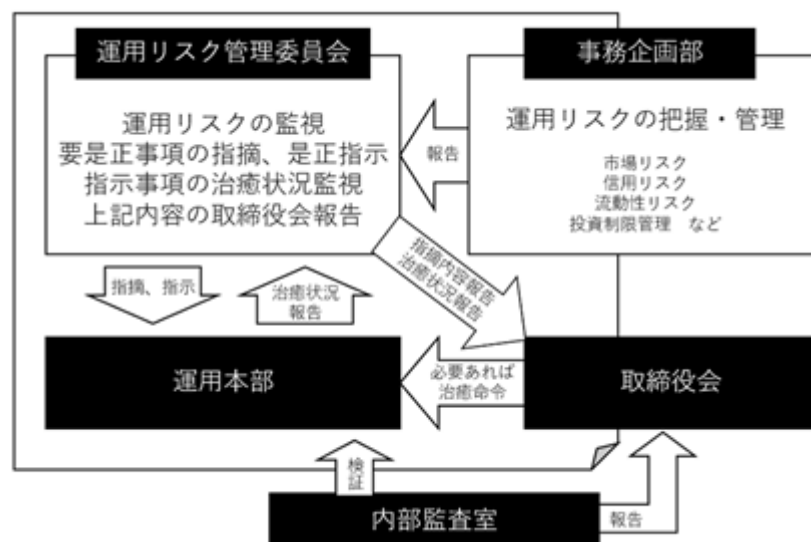 運用リスク管理委員会
運用リスクの監視
要是正事項の指摘、是正指示
指示事項の治癒状況監視
上記内容の取締役会報告
事務企画部
運用リスクの把握・管理
市場リスク
信用リスク
流動性リスク
投資制限管理 など
報告
指摘内容報告
治癒状況報告
指摘、指示
治癒状況
報告
運用本部
必要あれば
治癒命令
取締役会
検証
内部監査室
報告